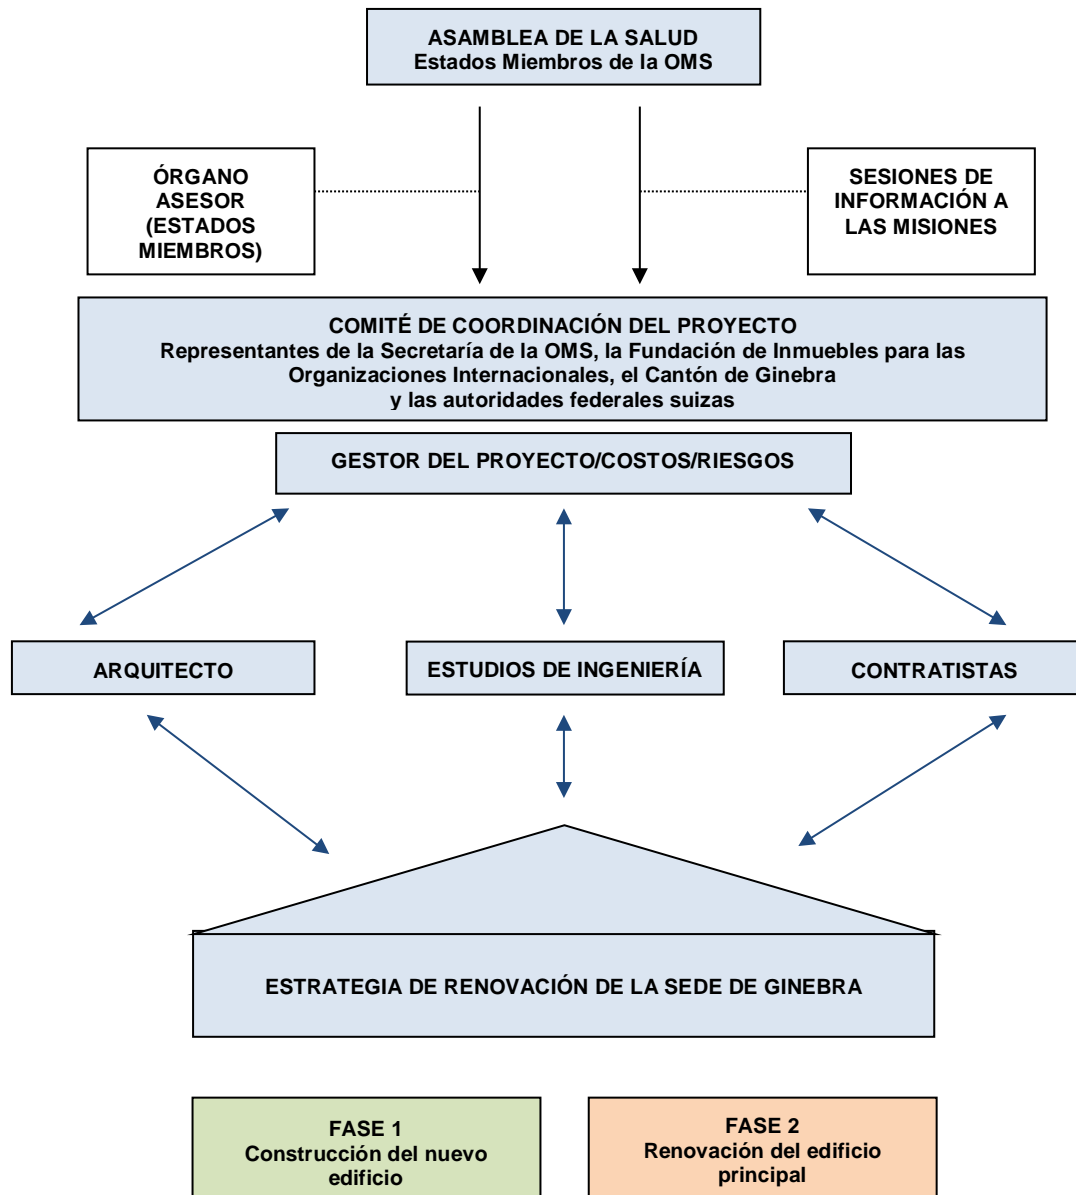 ASAMBLEA DE LA SALUD
Estados Miembros de la OMS
ÓRGANO
ASESOR
(ESTADOS
MIEMBROS)
SESIONES DE
INFORMACIÓN A
LAS MISIONES
COMITÉ DE COORDINACIÓN DEL PROYECTO
Representantes de la Secretaría de la OMS, la Fundación de Inmuebles para las
Organizaciones Internacionales, el Cantón de Ginebra
y las autoridades federales suizas
GESTOR DEL PROYECTO/COSTOS/RIESGOS
ARQUITECTO
ESTUDIOS DE INGENIERÍA
CONTRATISTAS
ESTRATEGIA DE RENOVACIÓN DE LA SEDE DE GINEBRA
FASE 1
Construcción del nuevo
edificio
FASE 2
Renovación del edificio
principal